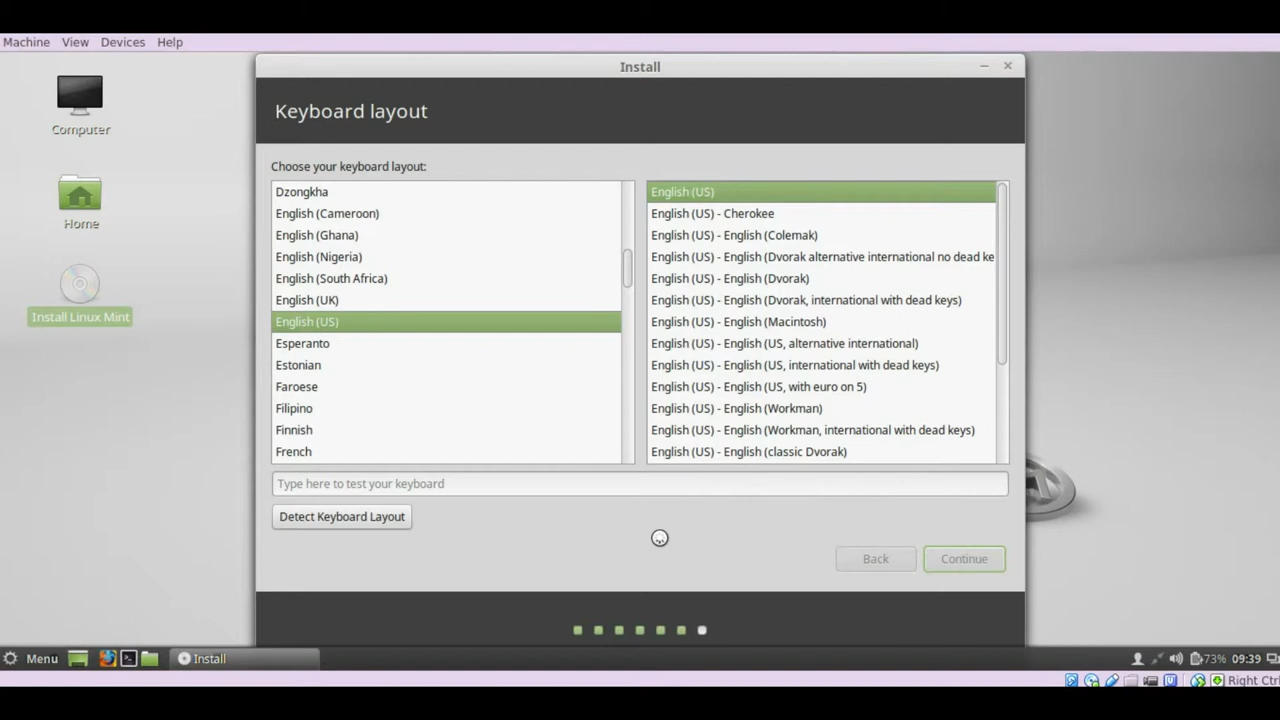 Machine View Devices Help
Install
Computer
Home
Install Linux Mint
Keyboard layout
Choose your keyboard layout:
Dzongkha
English (Cameroon)
English (Ghana)
English (Nigeria)
English (South Africa)
English (UK)
English (US)
Esperanto
Estonian
Faroese
Filipino
Finnish
French
English (US)
English (US) - Cherokee
English (US) - English (Colemak)
English (US) - English (Dvorak alternative international no dead ke
English (US) - English (Dvorak)
English (US) - English (Dvorak, international with dead keys)
English (US) - English (Macintosh)
English (US) - English (US, alternative international)
English (US) - English (US, international with dead keys)
English (US) - English (US, with euro on 5)
English (US) - English (Workman)
English (US) - English (Workman, international with dead keys)
English (US) - English (classic Dvorak)
Type here to test your keyboard
Detect Keyboard Layout
Back Continue
Menu Install 73% 09:39
Right Ctrl